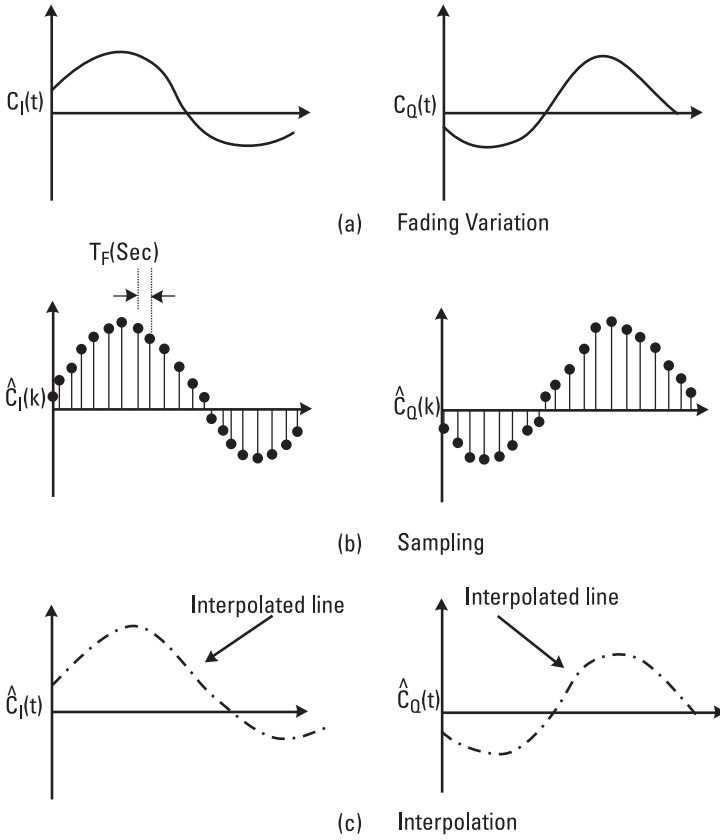 C_I(t)
C_Q(t)
(a) Fading Variation
T_F(Sec)
Ĉ_I(k)
Ĉ_Q(k)
(b) Sampling
Interpolated line
Interpolated line
Ĉ_I(t)
Ĉ_Q(t)
(c) Interpolation